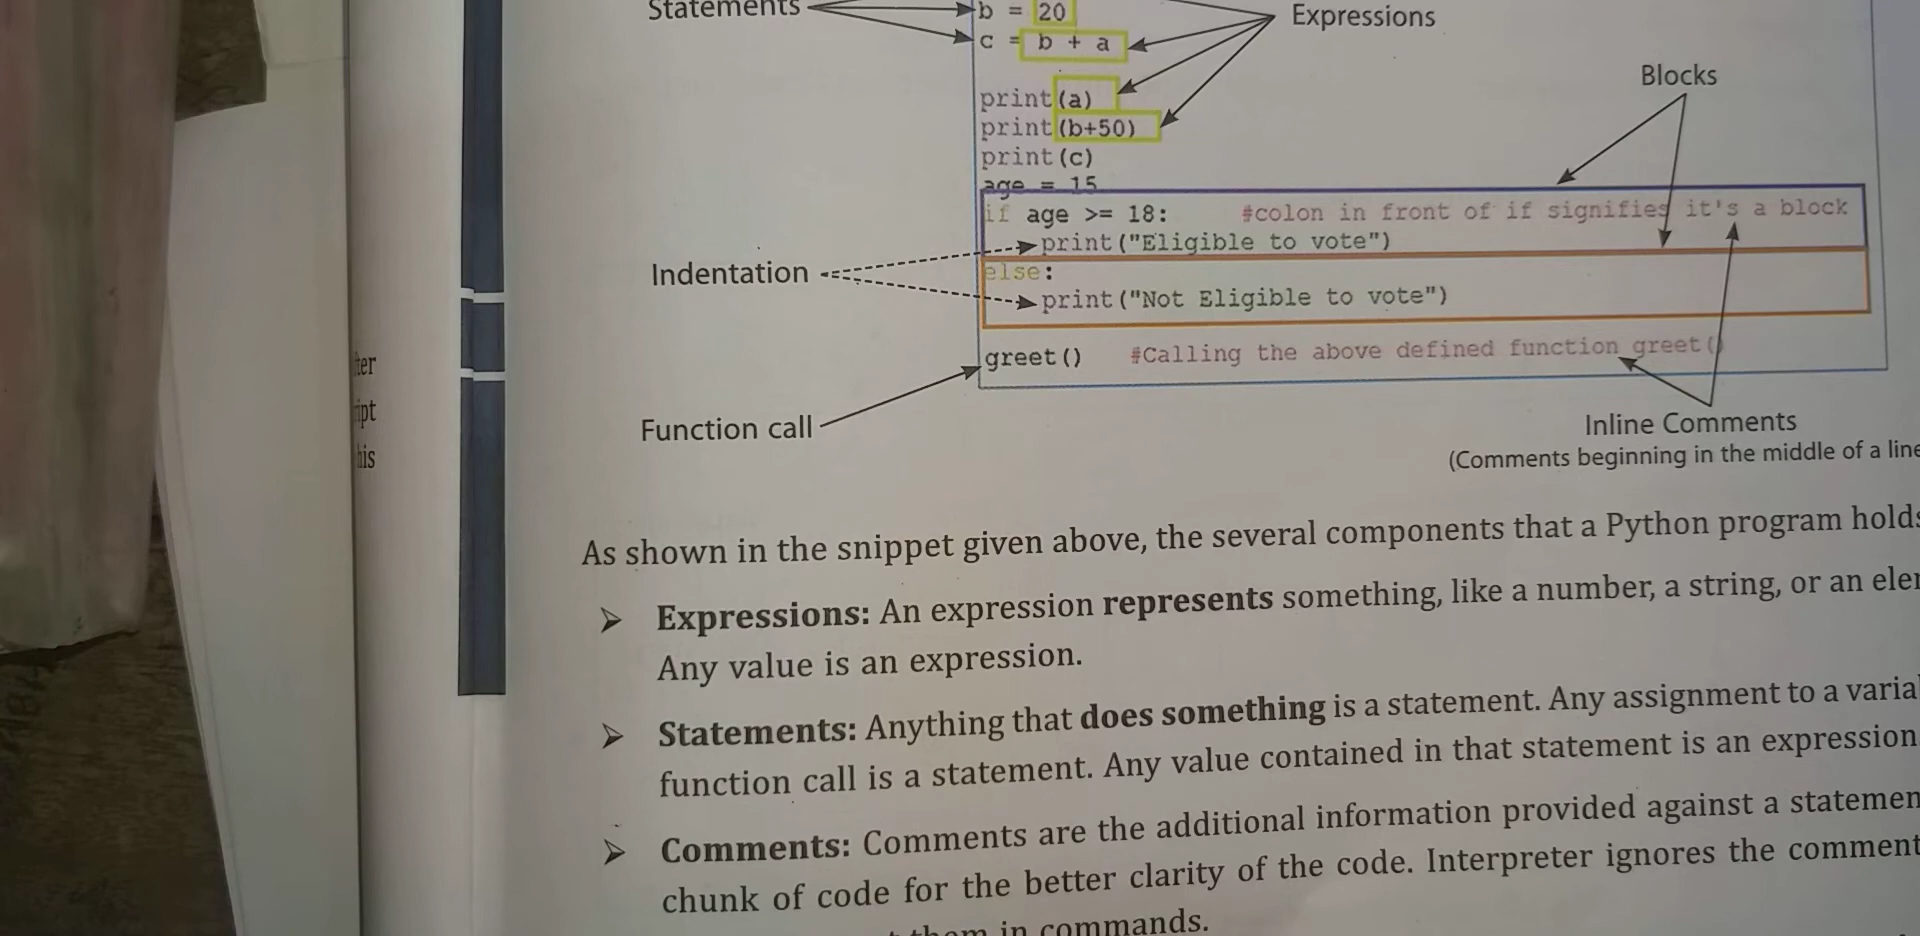 Statements
b = 20
Expressions
c = b + a
Blocks
print(a)
print(b+50)
print(c)
age = 15
if age >= 18: #colon in front of if signifies it's a block
print("Eligible to vote")
Indentation
else:
print("Not Eligible to vote")
greet() #Calling the above defined function greet()
Function call
Inline Comments
(Comments beginning in the middle of a line
As shown in the snippet given above, the several components that a Python program holds
➢ Expressions: An expression represents something, like a number, a string, or an
Any value is an expression.
➢ Statements: Anything that does something is a statement. Any assignment to a
function call is a statement. Any value contained in that statement is an expression
➢ Comments: Comments are the additional information provided against a
chunk of code for the better clarity of the code. Interpreter ignores the
them in commands.